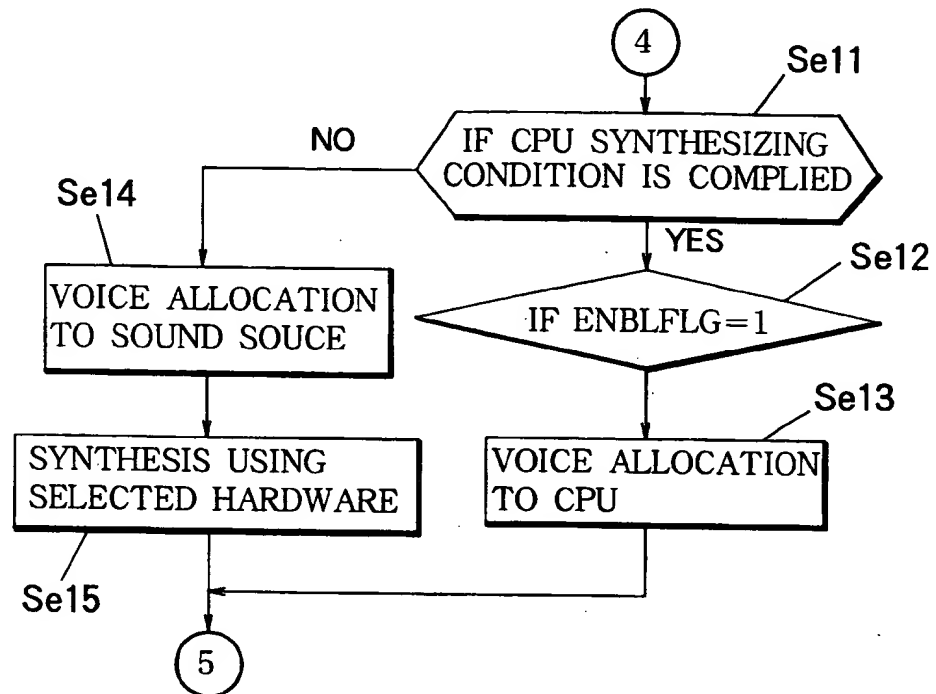 4
Se11
IF CPU SYNTHESIZING
CONDITION IS COMPLIED
NO
YES
Se14
VOICE ALLOCATION
TO SOUND SOUCE
Se12
IF ENBLFLG=1
Se13
VOICE ALLOCATION
TO CPU
SYNTHESIS USING
SELECTED HARDWARE
Se15
5